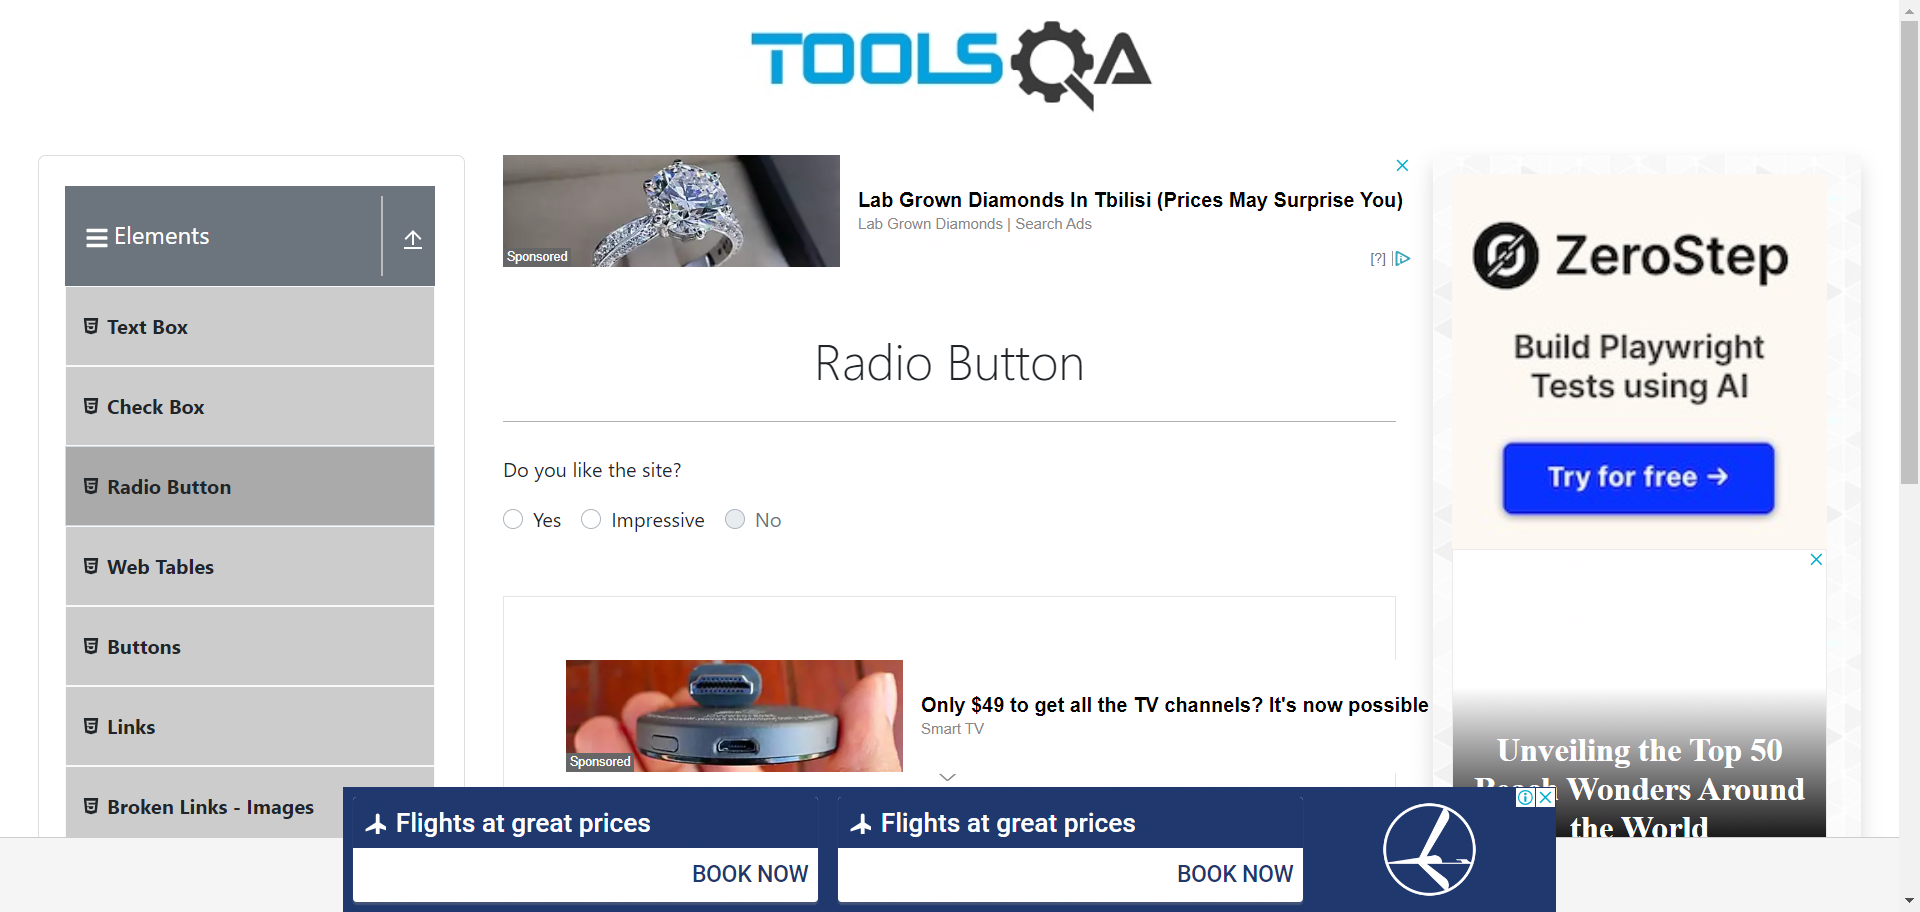 TOOLSQA
Elements
Text Box
Check Box
Radio Button
Web Tables
Buttons
Links
Broken Links - Images
Sponsored
Lab Grown Diamonds In Tbilisi (Prices May Surprise You)
Lab Grown Diamonds | Search Ads
[?]
Radio Button
Do you like the site?
Yes Impressive No
Sponsored
Only $49 to get all the TV channels? It's now possible
Smart TV
ZeroStep
Build Playwright
Tests using AI
Try for free →
Unveiling the Top 50
Beach Wonders Around
the World
Flights at great prices
BOOK NOW
Flights at great prices
BOOK NOW